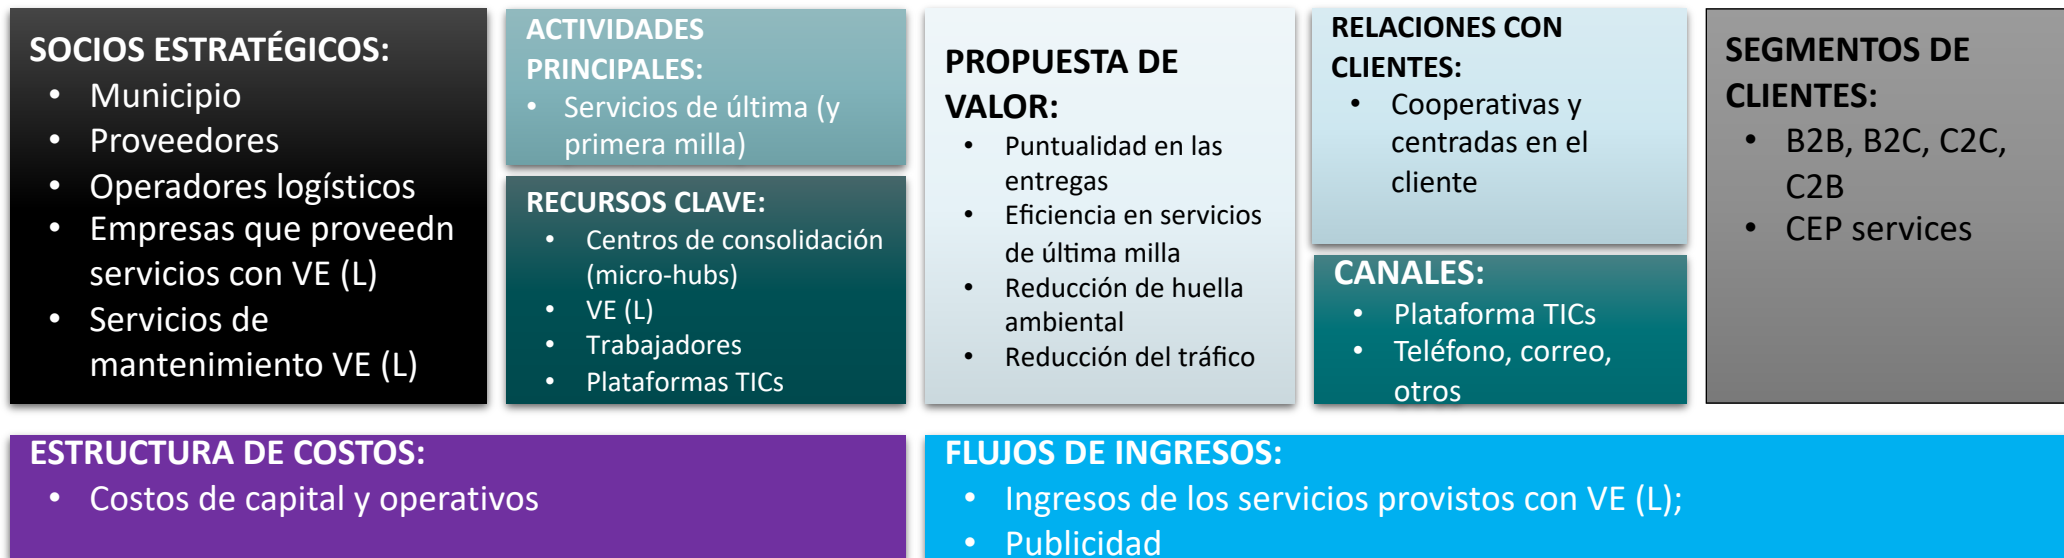 SOCIOS ESTRATÉGICOS:
• Municipio
• Proveedores
• Operadores logísticos
• Empresas que proveedn
servicios con VE (L)
• Servicios de
mantenimiento VE (L)
ACTIVIDADES
PRINCIPALES:
• Servicios de última (y
primera milla)
RECURSOS CLAVE:
• Centros de consolidación
(micro-hubs)
• VE (L)
• Trabajadores
• Plataformas TICs
PROPUESTA DE
VALOR:
• Puntualidad en las
entregas
• Eficiencia en servicios
de última milla
• Reducción de huella
ambiental
• Reducción del tráfico
RELACIONES CON
CLIENTES:
• Cooperativas y
centradas en el
cliente
CANALES:
• Plataforma TICs
• Teléfono, correo,
otros
SEGMENTOS DE
CLIENTES:
• B2B, B2C, C2C,
C2B
• CEP services
ESTRUCTURA DE COSTOS:
• Costos de capital y operativos
FLUJOS DE INGRESOS:
• Ingresos de los servicios provistos con VE (L);
• Publicidad